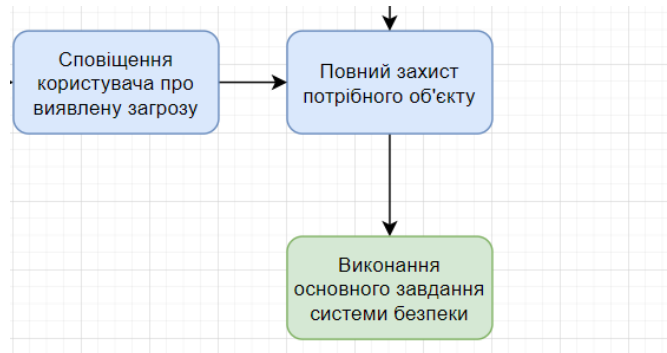 Сповіщення
користувача про
виявлену загрозу
Повний захист
потрібного об'єкту
Виконання
основного завдання
системи безпеки